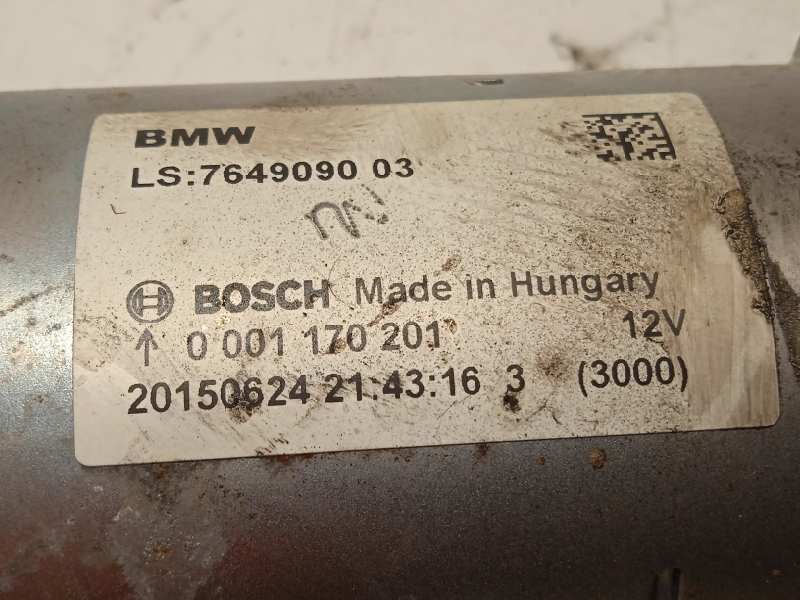 BMW
LS:7649090 03
BOSCH Made in Hungary
↑ 0 001 170 201 12V
20150624 21:43:16 3 (3000)